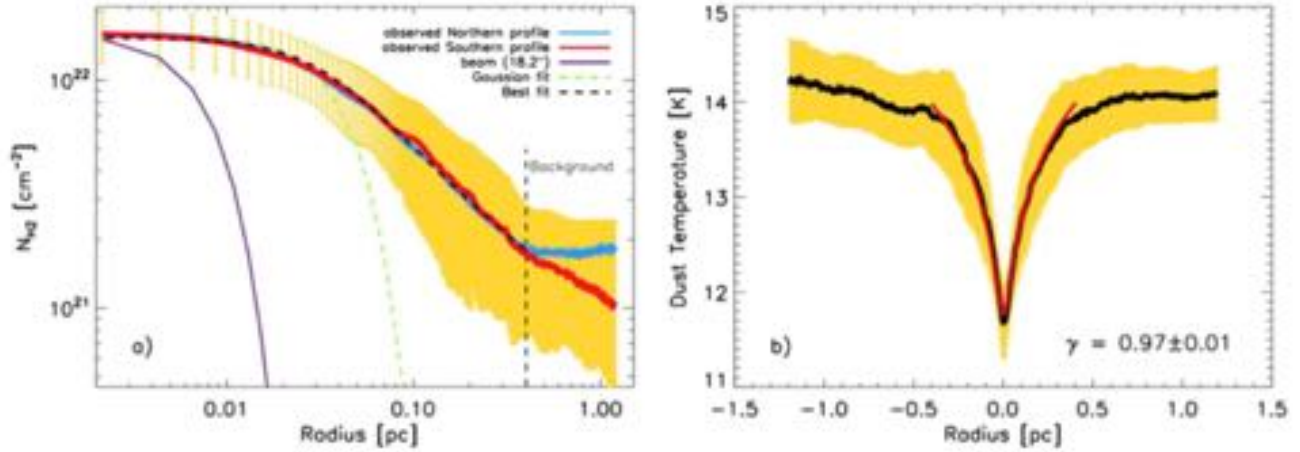 observed Northern profile
observed Southern profile
beam (18.2")
Gaussian fit
Best fit
10²²
Background
N_H2 [cm⁻²]
10²¹
a)
0.01
0.10
1.00
Radius [pc]
15
14
13
12
11
Dust Temperature [K]
b)
γ = 0.97±0.01
−1.5
−1.0
−0.5
0.0
0.5
1.0
1.5
Radius [pc]